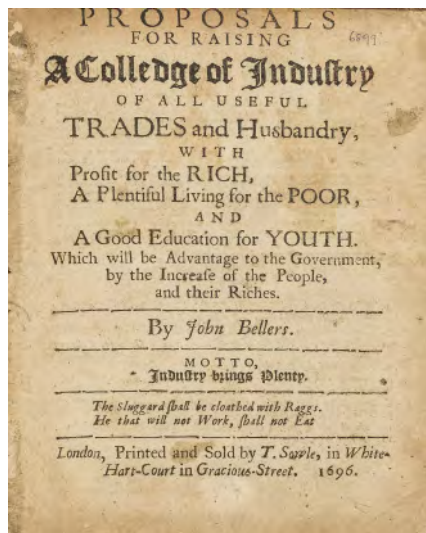 PROPOSALS
FOR RAISING
6899
A Colledge of Induſtry
OF ALL USEFUL
TRADES and Husbandry,
WITH
Profit for the RICH,
A Plentiful Living for the POOR,
AND
A Good Education for YOUTH.
Which will be Advantage to the Government,
by the Increaſe of the People,
and their Riches.
By John Bellers.
MOTTO,
Induſtry brings Plenty.
The Sluggard ſhall be cloathed with Raggs.
He that will not Work, ſhall not Eat
London, Printed and Sold by T. Sowle, in White-
Hart-Court in Gracious-Street. 1696.